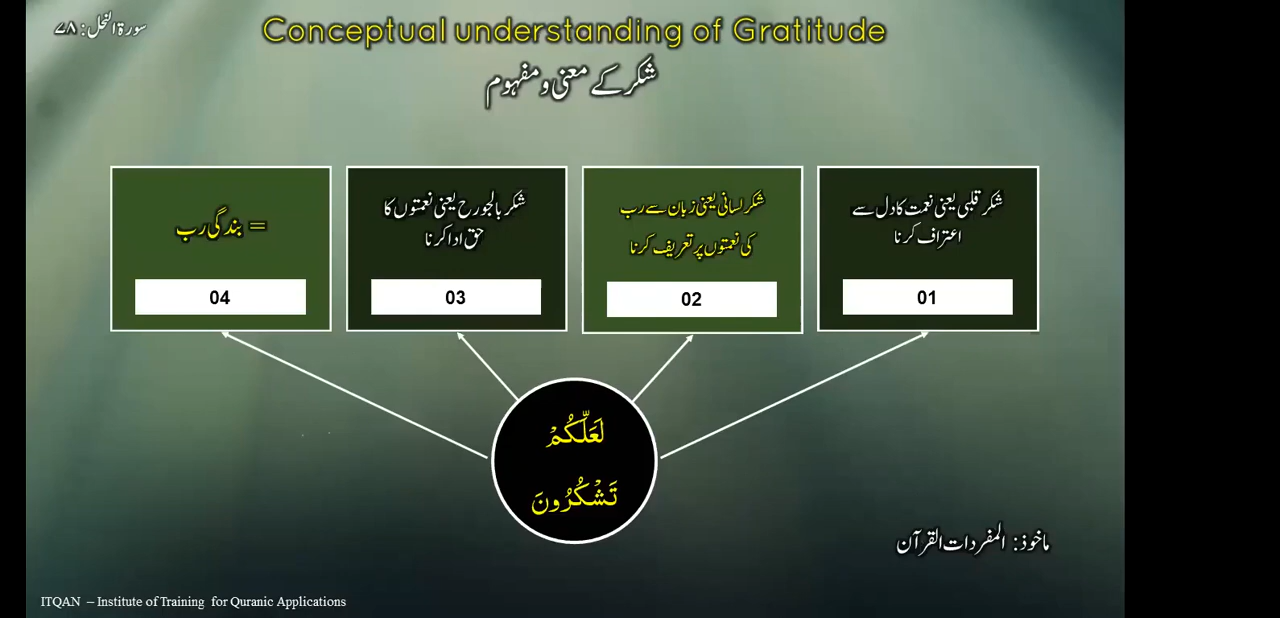 سورۃ النحل: ۷۸
Conceptual understanding of Gratitude
شکر کے معنی و مفہوم
شکر قلبی یعنی نعمت کا دل سے
اعتراف کرنا
01
شکر لسانی یعنی زبان سے رب
کی نعمتوں پر تعریف کرنا
02
شکر بالجورح یعنی نعمتوں کا
حق ادا کرنا
03
= بندگی رب
04
لَعَلَّكُمْ
تَشْكُرُونَ
ماخوذ: المفردات القرآن
ITQAN – Institute of Training for Quranic Applications